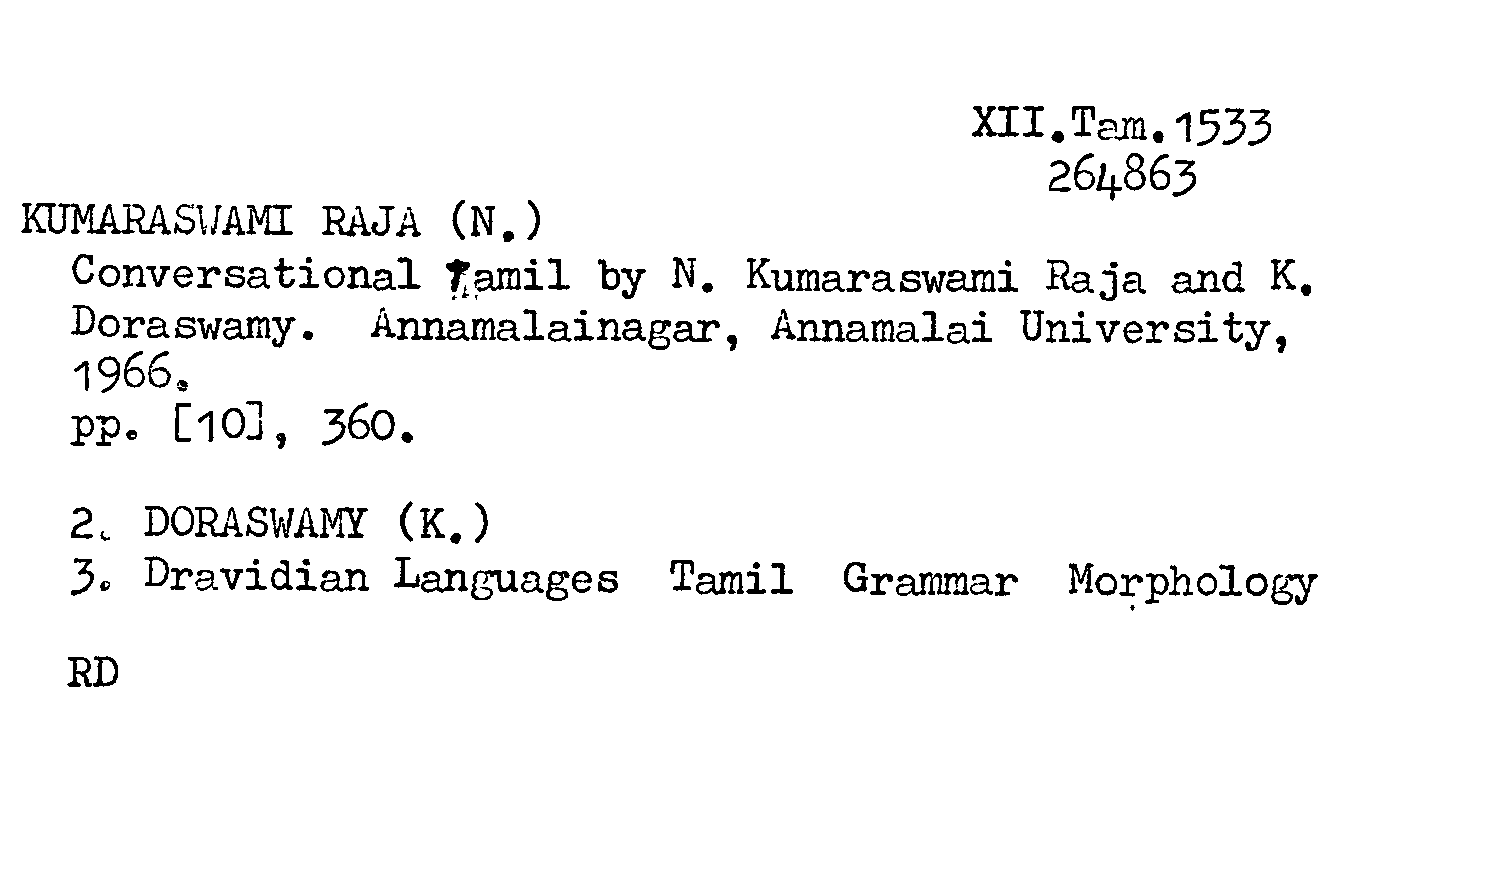 XII.Tam.1533
264863
KUMARASWAMI RAJA (N.)
Conversational Tamil by N. Kumaraswami Raja and K.
Doraswamy. Annamalainagar, Annamalai University,
1966.
pp. [10], 360.
2. DORASWAMY (K.)
3. Dravidian Languages Tamil Grammar Morphology
RD